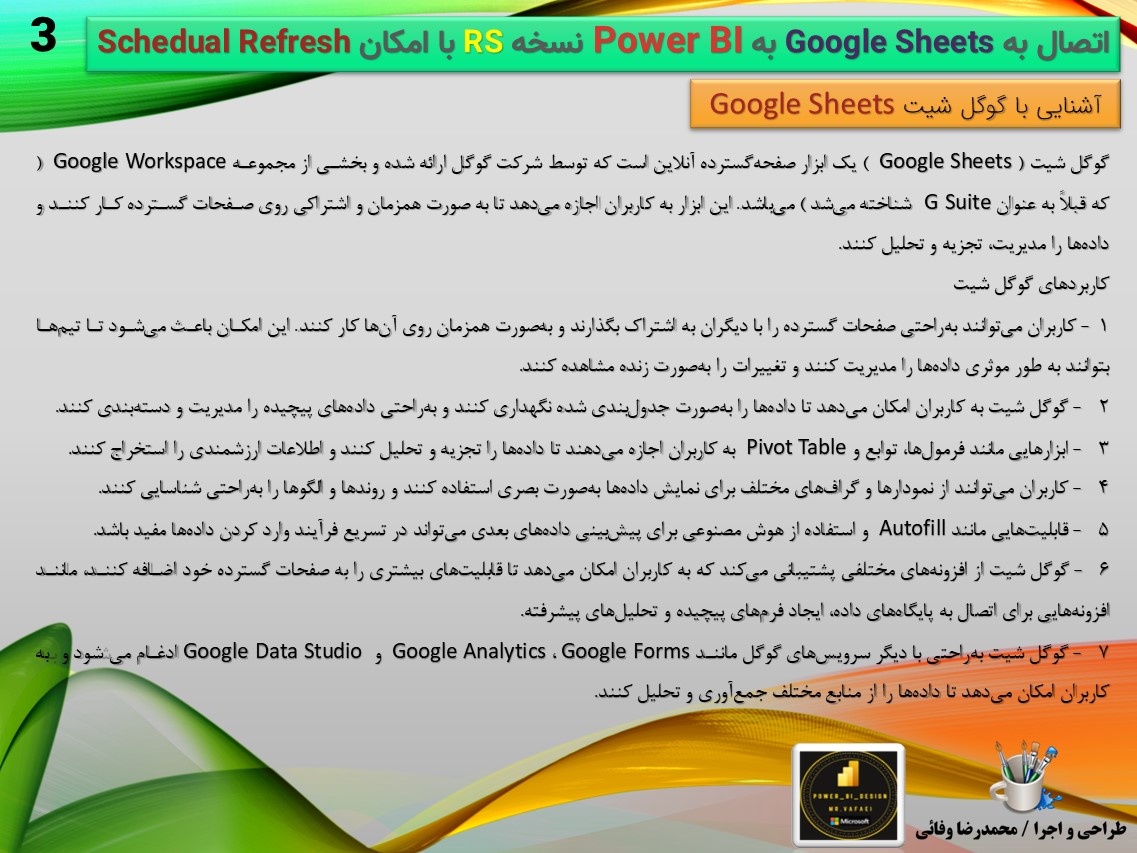 3
اتصال به Google Sheets به Power BI نسخه RS با امکان Schedual Refresh
آشنایی با گوگل شیت Google Sheets
گوگل شیت ( Google Sheets ) یک ابزار صفحه‌گسترده آنلاین است که توسط شرکت گوگل ارائه شده و بخشی از مجموعه Google Workspace (
که قبلاً به عنوان G Suite شناخته می‌شد) می‌باشد. این ابزار به کاربران اجازه می‌دهد تا به صورت همزمان و اشتراکی روی صفحات گسترده کار کنند و
داده‌ها را مدیریت، تجزیه و تحلیل کنند.
کاربردهای گوگل شیت
۱ - کاربران می‌توانند به‌راحتی صفحات گسترده را با دیگران به اشتراک بگذارند و به‌صورت همزمان روی آن‌ها کار کنند. این امکان باعث می‌شود تا تیم‌ها
بتوانند به طور موثری داده‌ها را مدیریت کنند و تغییرات را به‌صورت زنده مشاهده کنند.
۲ - گوگل شیت به کاربران امکان می‌دهد تا داده‌ها را به‌صورت جدول‌بندی شده نگهداری کنند و به‌راحتی داده‌های پیچیده را مدیریت و دسته‌بندی کنند.
۳ - ابزارهایی مانند فرمول‌ها، توابع و Pivot Table به کاربران اجازه می‌دهند تا داده‌ها را تجزیه و تحلیل کنند و اطلاعات ارزشمندی را استخراج کنند.
۴ - کاربران می‌توانند از نمودارها و گراف‌های مختلف برای نمایش داده‌ها به‌صورت بصری استفاده کنند و روندها و الگوها را به‌راحتی شناسایی کنند.
۵ - قابلیت‌هایی مانند Autofill و استفاده از هوش مصنوعی برای پیش‌بینی داده‌های بعدی می‌تواند در تسریع فرآیند وارد کردن داده‌ها مفید باشد.
۶ - گوگل شیت از افزونه‌های مختلفی پشتیبانی می‌کند که به کاربران امکان می‌دهد تا قابلیت‌های بیشتری را به صفحات گسترده خود اضافه کنند، مانند
افزونه‌هایی برای اتصال به پایگاه‌های داده، ایجاد فرم‌های پیچیده و تحلیل‌های پیشرفته.
۷ - گوگل شیت به‌راحتی با دیگر سرویس‌های گوگل مانند Google Forms ، Google Analytics و Google Data Studio ادغام می‌شود و به
کاربران امکان می‌دهد تا داده‌ها را از منابع مختلف جمع‌آوری و تحلیل کنند.
POWER_BI_DESIGN
MR.VAFAEI
Microsoft
طراحی و اجرا / محمدرضا وفائی